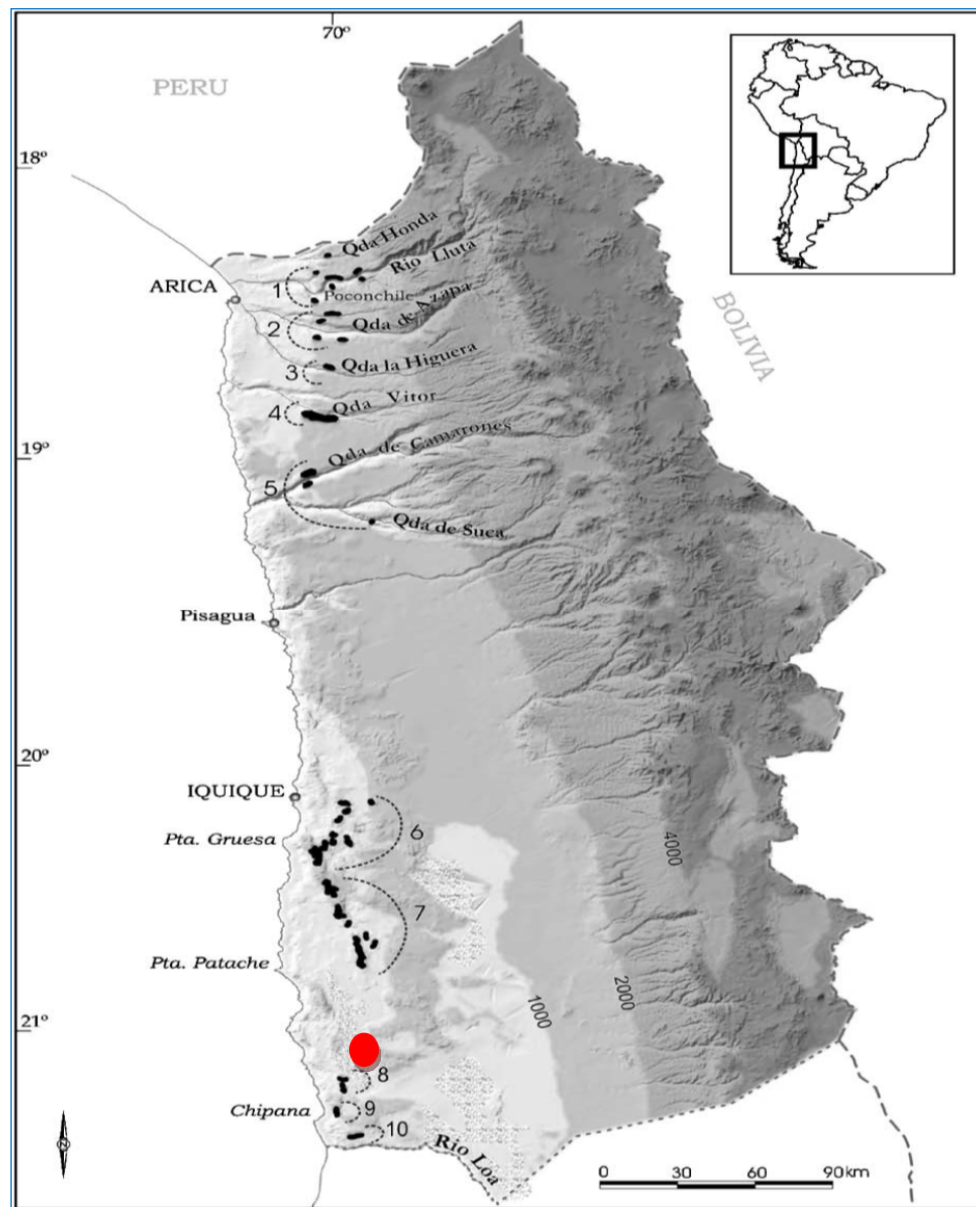 70º
PERU
18º
Qda Honda
Rio Lluta
ARICA
1
Poconchile
2
Qda de Azapa
BOLIVIA
3
Qda la Higuera
4
Qda Vitor
19º
Qda de Camarones
5
Qda de Suca
Pisagua
20º
IQUIQUE
Pta. Gruesa
6
4000
7
Pta. Patache
2000
1000
21º
8
Chipana
9
10
Rio Loa
0 30 60 90 km